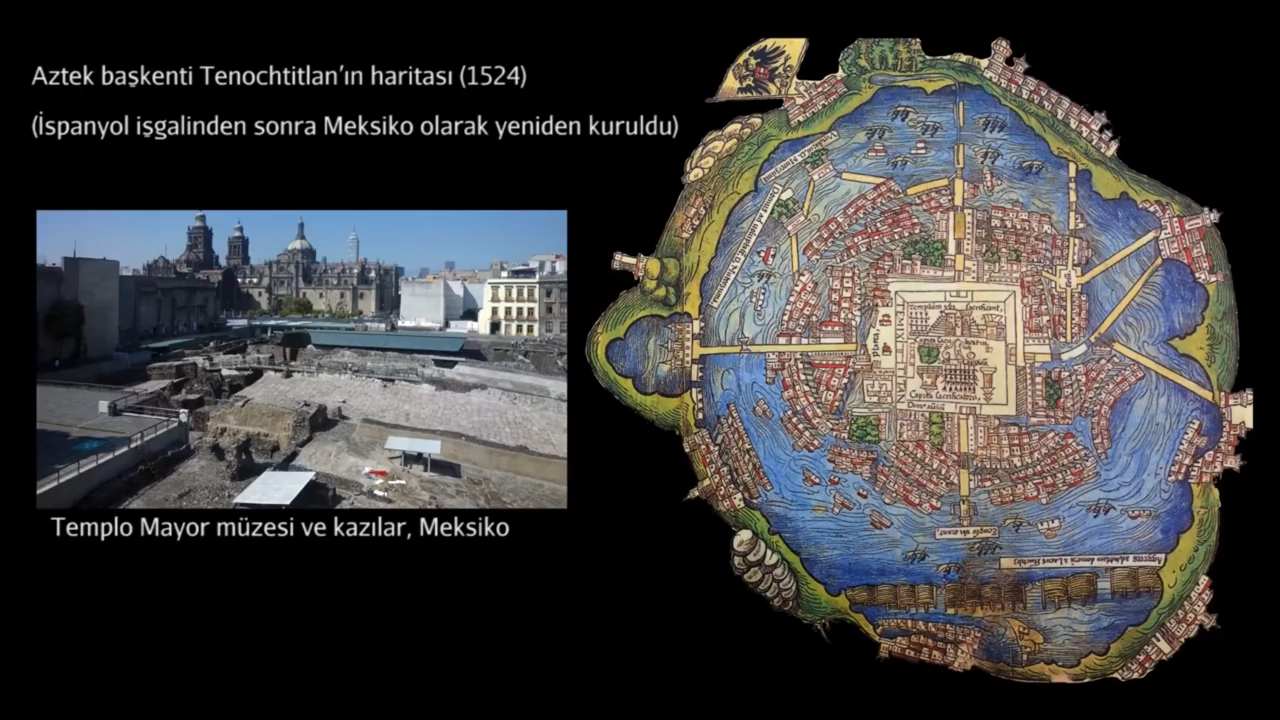 Aztek başkenti Tenochtitlan'ın haritası (1524)
(İspanyol işgalinden sonra Meksiko olarak yeniden kuruldu)
Templo Mayor müzesi ve kazılar, Meksiko